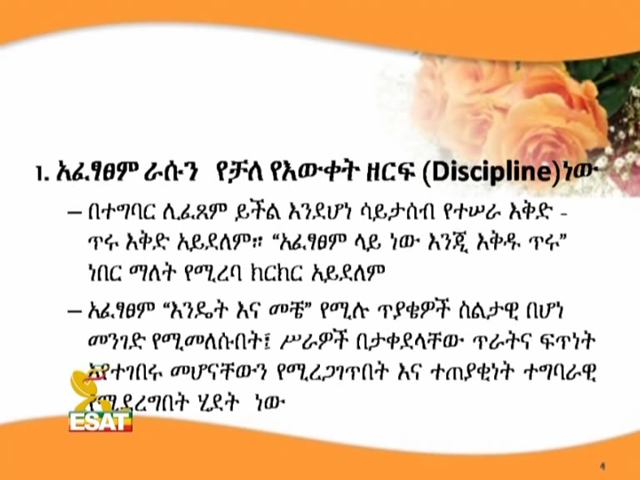 1. አፈፃፀም ራሱን የቻለ የእውቀት ዘርፍ (Discipline)ነው
– በተግባር ሊፈጸም ይችል እንደሆነ ሳይታሰብ የተሠራ እቅድ -
ጥሩ እቅድ አይደለም። “አፈፃፀም ላይ ነው እንጂ እቅዱ ጥሩ”
ነበር ማለት የሚረባ ክርክር አይደለም
– አፈፃፀም “እንዴት እና መቼ” የሚሉ ጥያቄዎች ስልታዊ በሆነ
መንገድ የሚመለሱበት፤ ሥራዎች በታቀደላቸው ጥራትና ፍጥነት
እየተገበሩ መሆናቸውን የሚረጋገጥበት እና ተጠያቂነት ተግባራዊ
የሚደረግበት ሂደት ነው
ESAT
4